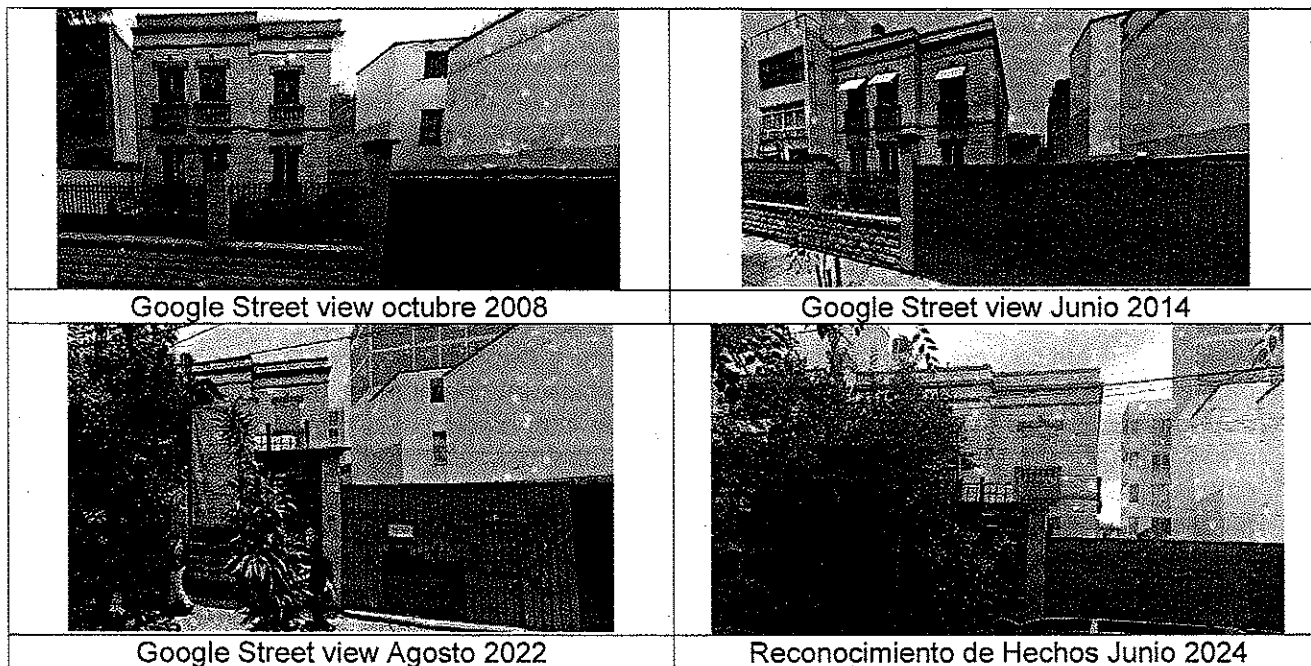 Google Street view octubre 2008
Google Street view Junio 2014
Google Street view Agosto 2022
Reconocimiento de Hechos Junio 2024